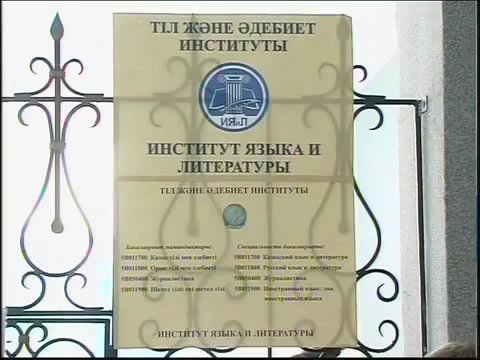 ТІЛ ЖӘНЕ ӘДЕБИЕТ
ИНСТИТУТЫ
ИЯиЛ
ИНСТИТУТ ЯЗЫКА И
ЛИТЕРАТУРЫ
ТІЛ ЖӘНЕ ӘДЕБИЕТ ИНСТИТУТЫ
Бакалавриат мамандықтары: Специальности бакалавриата:
5В011700 Қазақ тілі мен әдебиеті 5В011700 Казахский язык и литература
5В011800 Орыс тілі мен әдебиеті 5В011800 Русский язык и литература
5В050400 Журналистика 5В050400 Журналистика
5В011900 Шетел тілі: екі шетел тілі 5В011900 Иностранный язык: два
иностранных языка
ИНСТИТУТ ЯЗЫКА И ЛИТЕРАТУРЫ